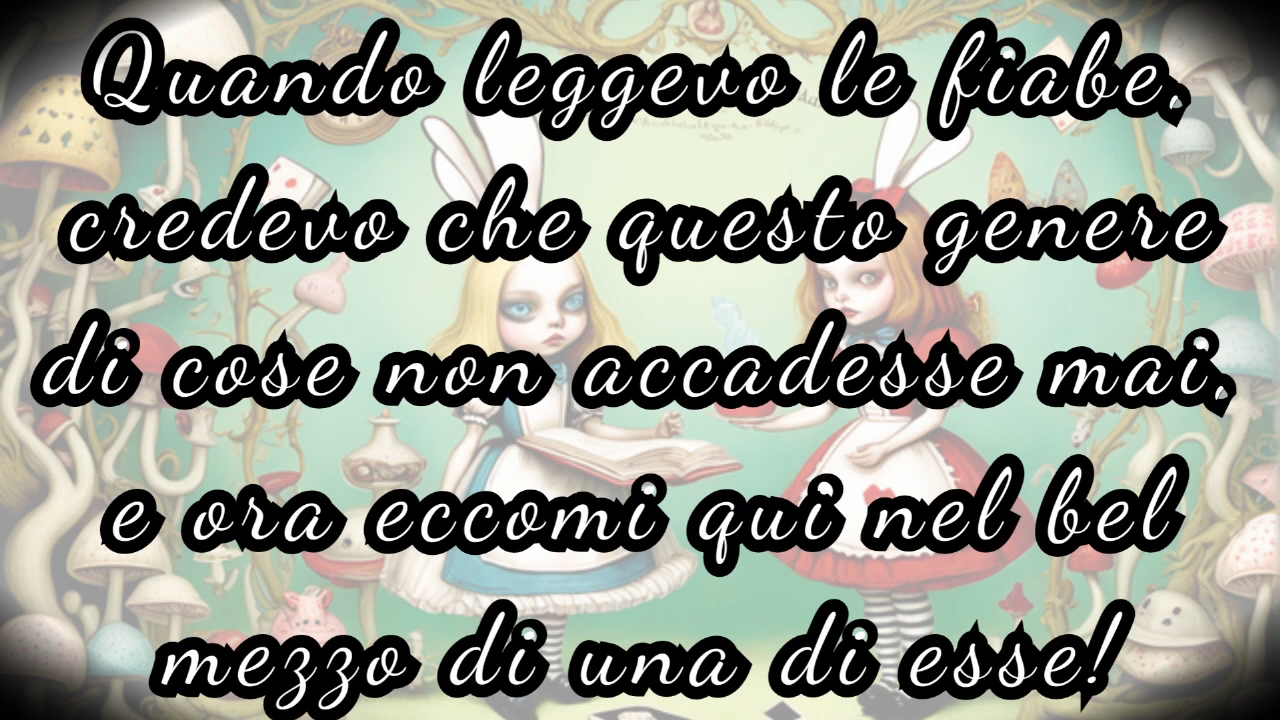 Quando leggevo le fiabe,
credevo che questo genere
di cose non accadesse mai,
e ora eccomi qui nel bel
mezzo di una di esse!